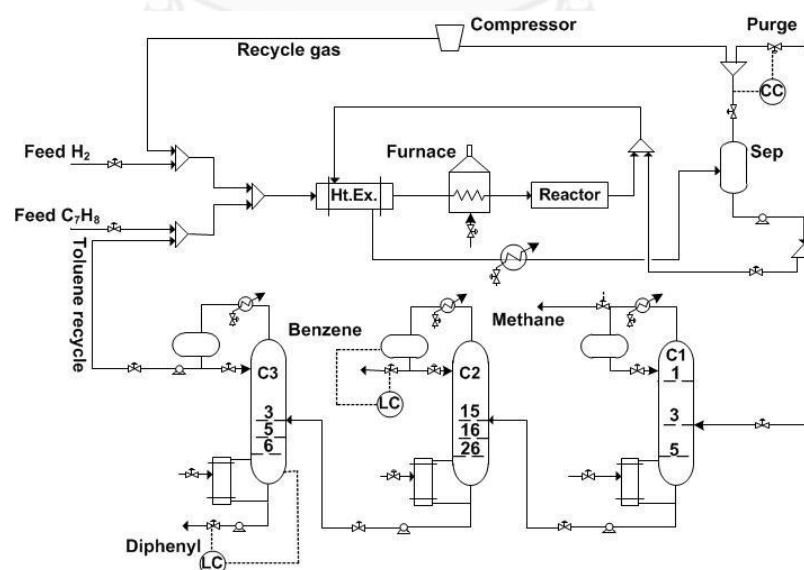 Compressor
Purge
Recycle gas
CC
Feed H2
Furnace
Sep
Ht.Ex.
Reactor
Feed C7H8
Toluene recycle
Benzene
Methane
C3
C2
C1
1
LC
3
5
6
15
16
26
3
5
Diphenyl
LC